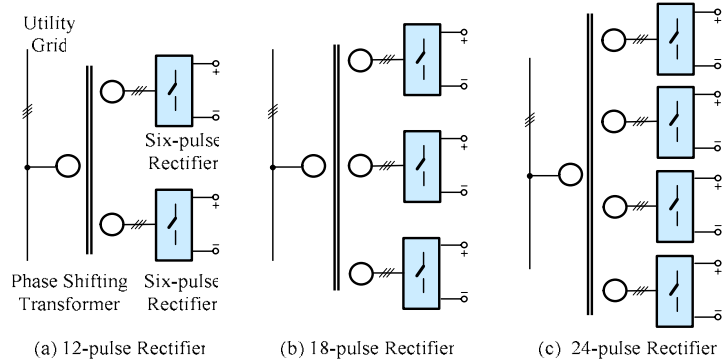 Utility
Grid
+
−
Six-pulse
Rectifier
+
−
Phase Shifting
Transformer
Six-pulse
Rectifier
(a) 12-pulse Rectifier
+
−
+
−
+
−
(b) 18-pulse Rectifier
+
−
+
−
+
−
+
−
(c) 24-pulse Rectifier